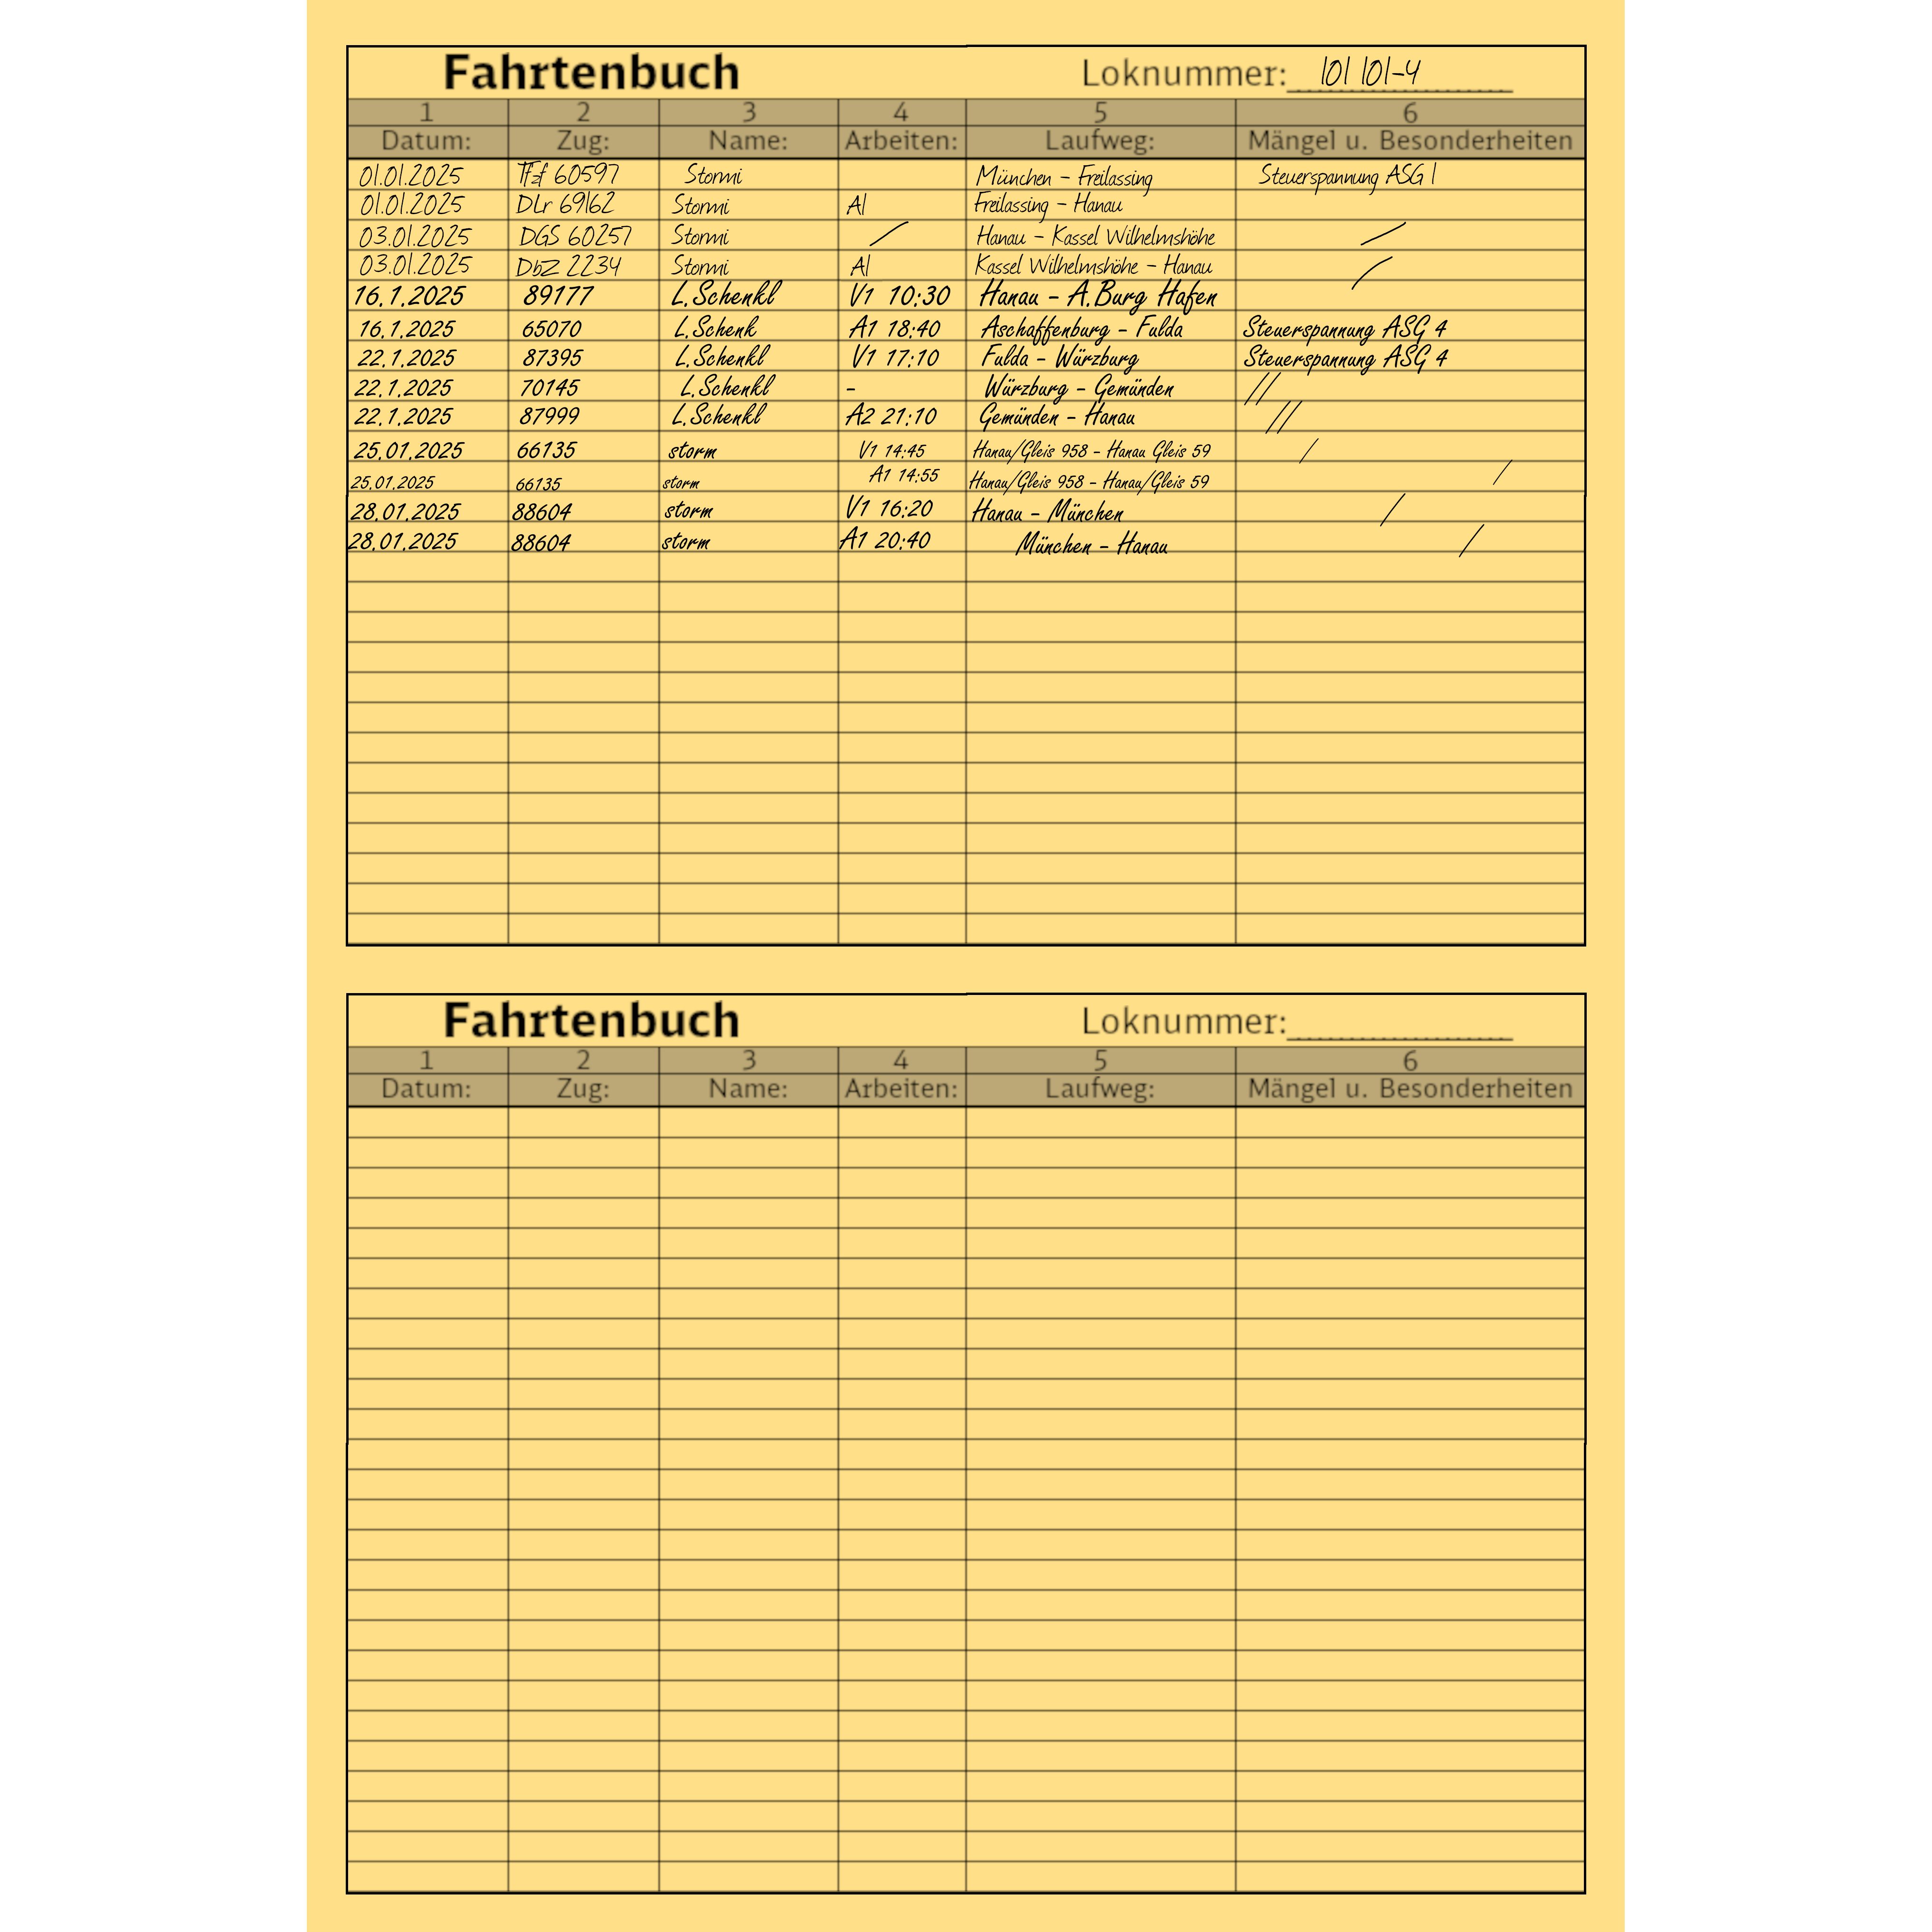 Fahrtenbuch Loknummer: 101 101-4
1 2 3 4 5 6
Datum: Zug: Name: Arbeiten: Laufweg: Mängel u. Besonderheiten
01.01.2025 Tfzf 60597 Stormi München - Freilassing Steuerspannung ASG 1
01.01.2025 DLr 69162 Stormi A1 Freilassing - Hanau
03.01.2025 DGS 60257 Stormi / Hanau - Kassel Wilhelmshöhe /
03.01.2025 DbZ 2234 Stormi A1 Kassel Wilhelmshöhe - Hanau /
16.1.2025 89177 L.Schenkl V1 10:30 Hanau - A.Burg Hafen
16.1.2025 65070 L.Schenk A1 18:40 Aschaffenburg - Fulda Steuerspannung ASG 4
22.1.2025 87395 L.Schenkl V1 17:10 Fulda - Würzburg Steuerspannung ASG 4
22.1.2025 70145 L.Schenkl - Würzburg - Gemünden //
22.1.2025 87999 L.Schenkl A2 21:10 Gemünden - Hanau //
25.01.2025 66135 storm V1 14:45 Hanau/Gleis 958 - Hanau Gleis 59 /
25.01.2025 66135 storm A1 14:55 Hanau/Gleis 958 - Hanau/Gleis 59 /
28.01.2025 88604 storm V1 16:20 Hanau - München /
28.01.2025 88604 storm A1 20:40 München - Hanau /
Fahrtenbuch Loknummer:
1 2 3 4 5 6
Datum: Zug: Name: Arbeiten: Laufweg: Mängel u. Besonderheiten